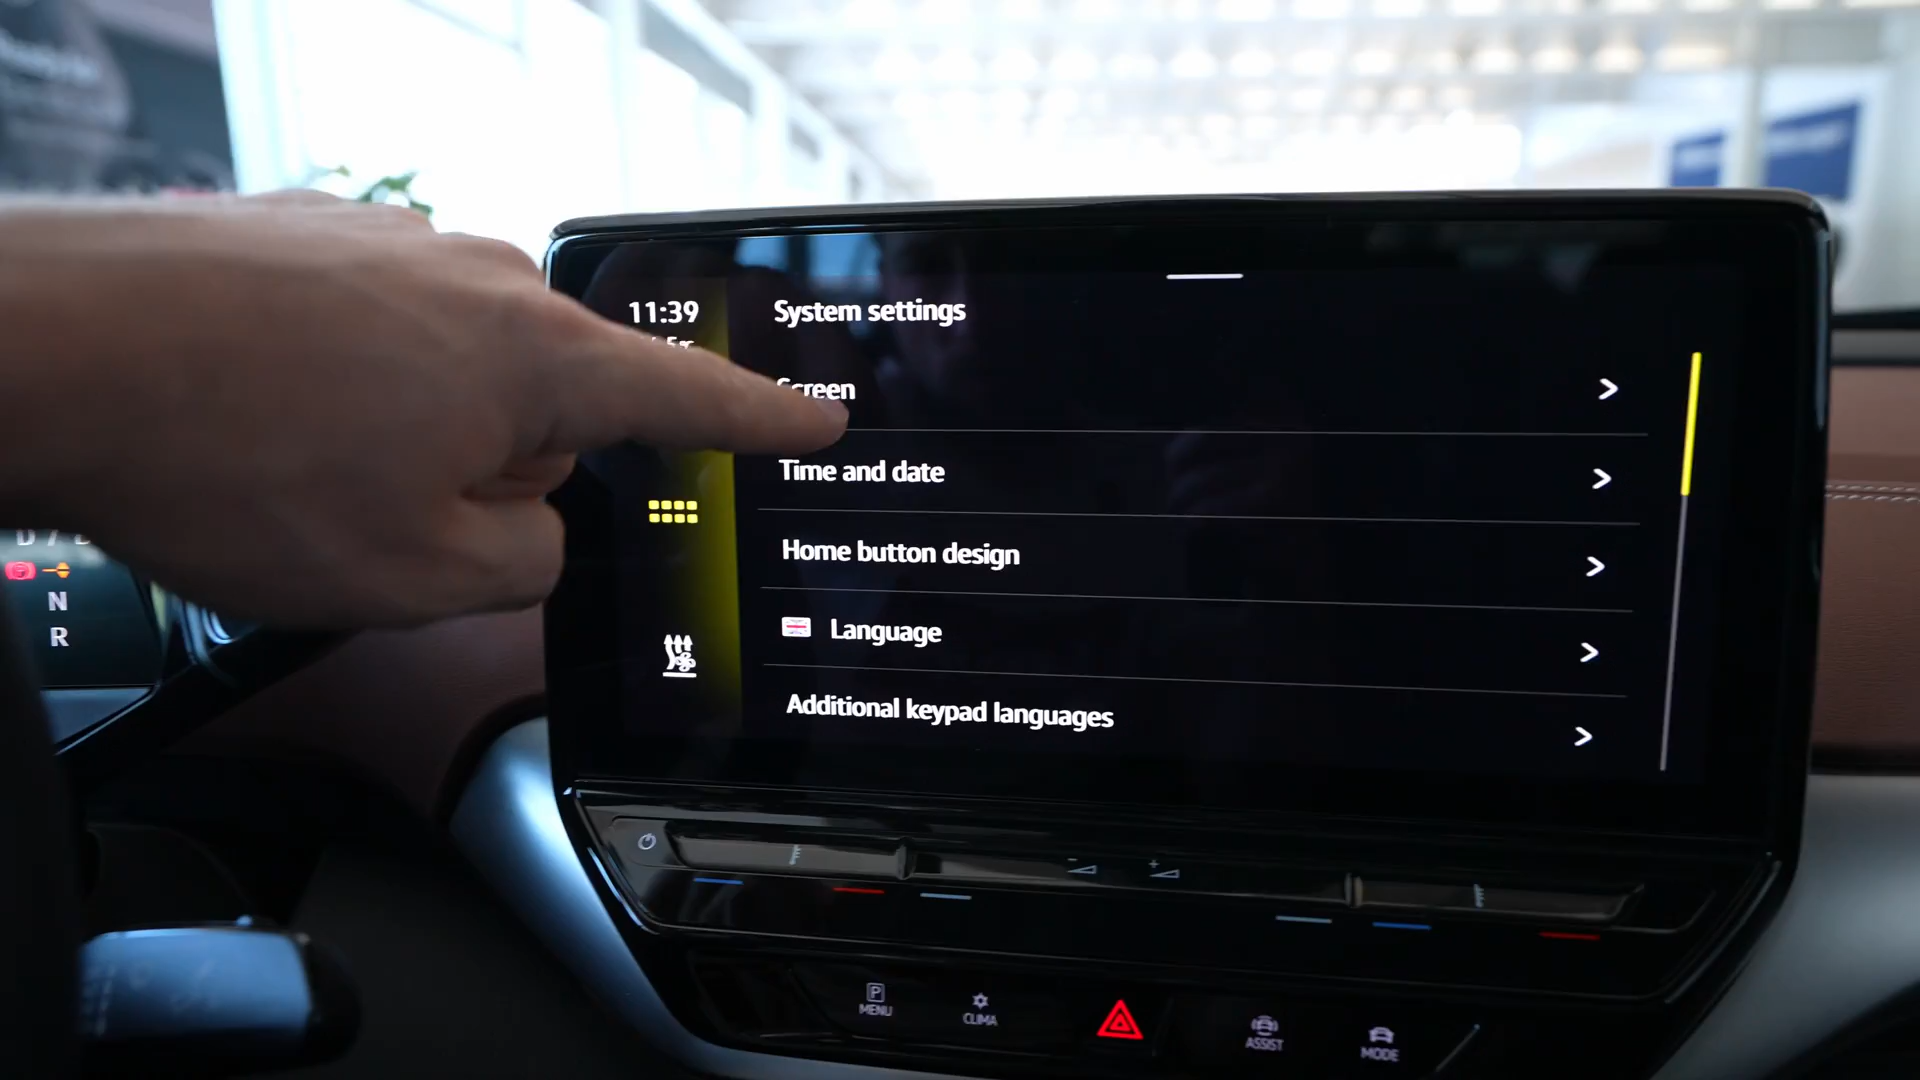 11:39
System settings
Screen
Time and date
Home button design
Language
Additional keypad languages
N
R
P
MENU
CLIMA
ASSIST
MODE